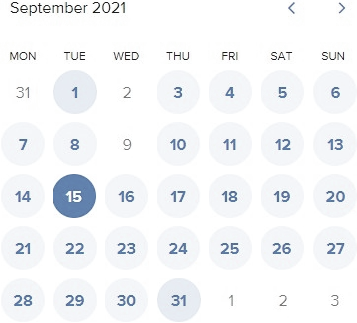 September 2021
MON TUE WED THU FRI SAT SUN
31 1 2 3 4 5 6
7 8 9 10 11 12 13
14 15 16 17 18 19 20
21 22 23 24 25 26 27
28 29 30 31 1 2 3